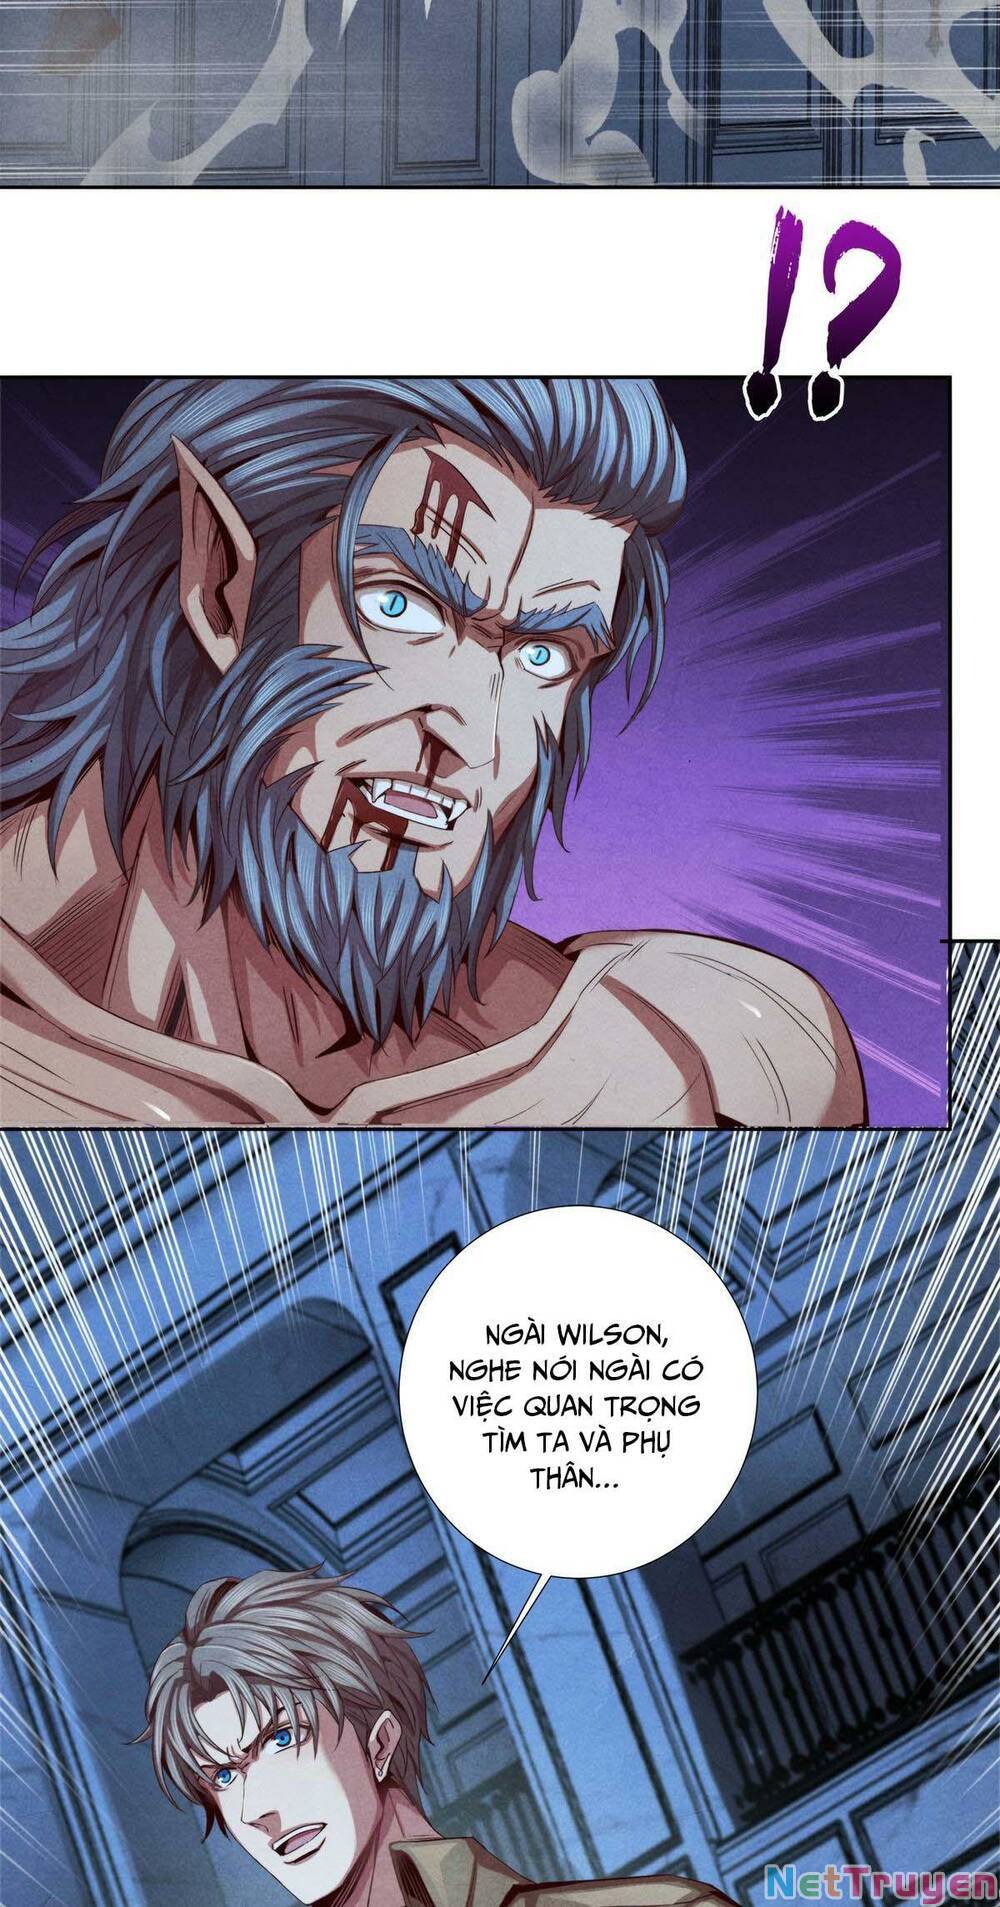 !?
NGÀI WILSON,
NGHE NÓI NGÀI CÓ
VIỆC QUAN TRỌNG
TÌM TA VÀ PHỤ
THÂN...
NETTRUYEN